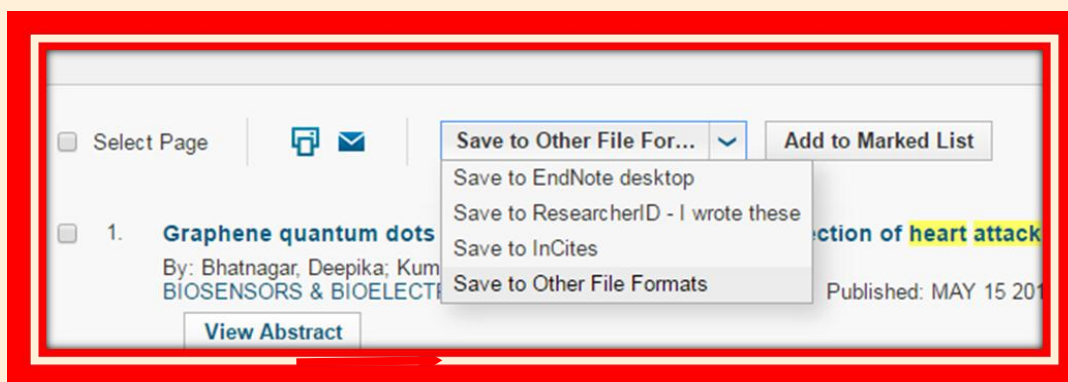 Select Page
Save to Other File For...
Add to Marked List
Save to EndNote desktop
Save to ResearcherID - I wrote these
Save to InCites
Save to Other File Formats
1. Graphene quantum dots ction of heart attack
By: Bhatnagar, Deepika; Kum
BIOSENSORS & BIOELECT Published: MAY 15 201
View Abstract